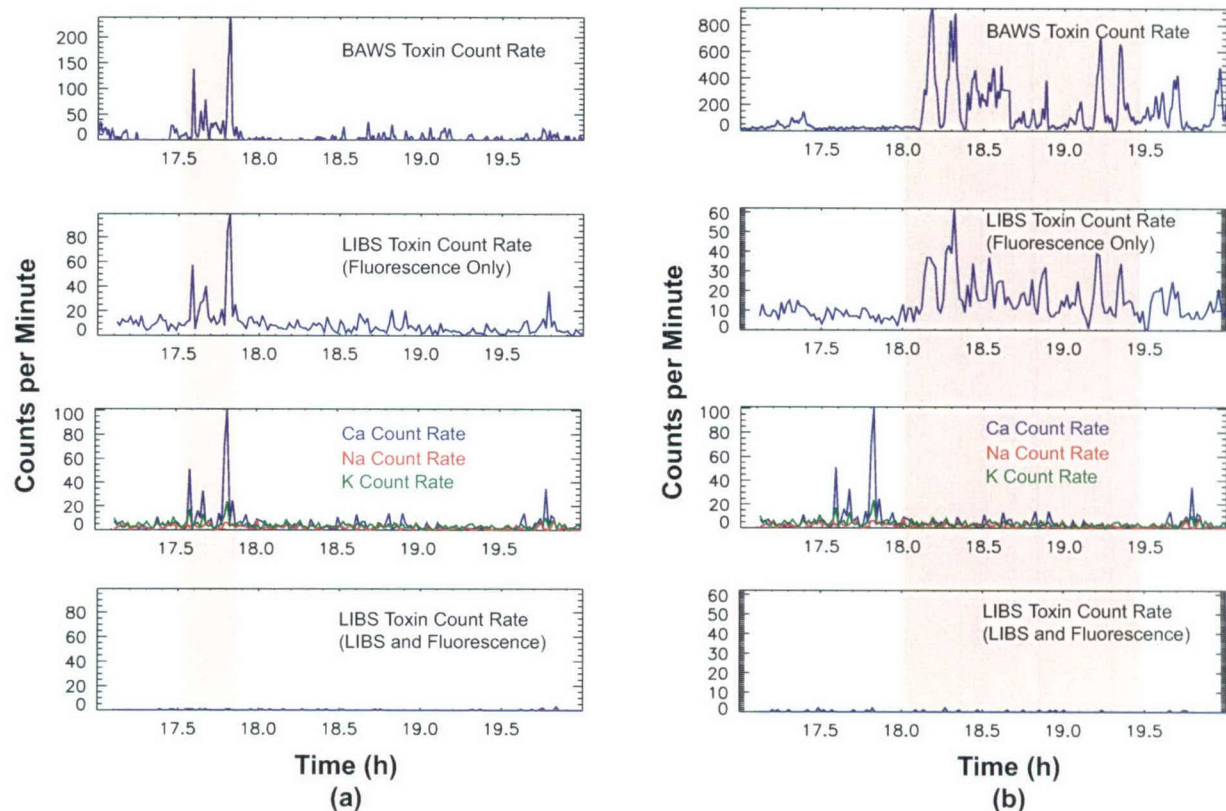 Counts per Minute
BAWS Toxin Count Rate
200
150
100
50
0
17.5 18.0 18.5 19.0 19.5
LIBS Toxin Count Rate
(Fluorescence Only)
80
60
40
20
0
17.5 18.0 18.5 19.0 19.5
Ca Count Rate
Na Count Rate
K Count Rate
100
80
60
40
20
0
17.5 18.0 18.5 19.0 19.5
LIBS Toxin Count Rate
(LIBS and Fluorescence)
80
60
40
20
0
17.5 18.0 18.5 19.0 19.5
Time (h)
(a)
Counts per Minute
BAWS Toxin Count Rate
800
600
400
200
0
17.5 18.0 18.5 19.0 19.5
LIBS Toxin Count Rate
(Fluorescence Only)
60
50
40
30
20
10
0
17.5 18.0 18.5 19.0 19.5
Ca Count Rate
Na Count Rate
K Count Rate
100
80
60
40
20
0
17.5 18.0 18.5 19.0 19.5
LIBS Toxin Count Rate
(LIBS and Fluorescence)
60
50
40
30
20
10
0
17.5 18.0 18.5 19.0 19.5
Time (h)
(b)